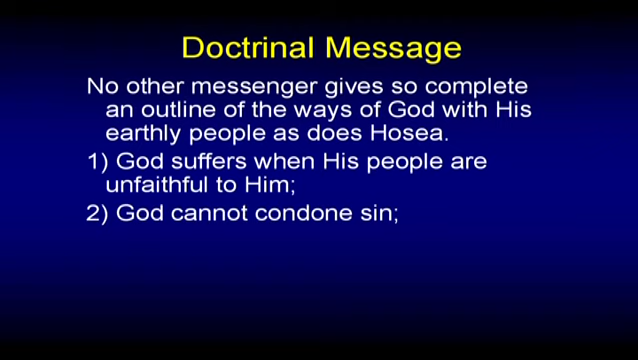 Doctrinal Message
No other messenger gives so complete
an outline of the ways of God with His
earthly people as does Hosea.
1) God suffers when His people are
unfaithful to Him;
2) God cannot condone sin;